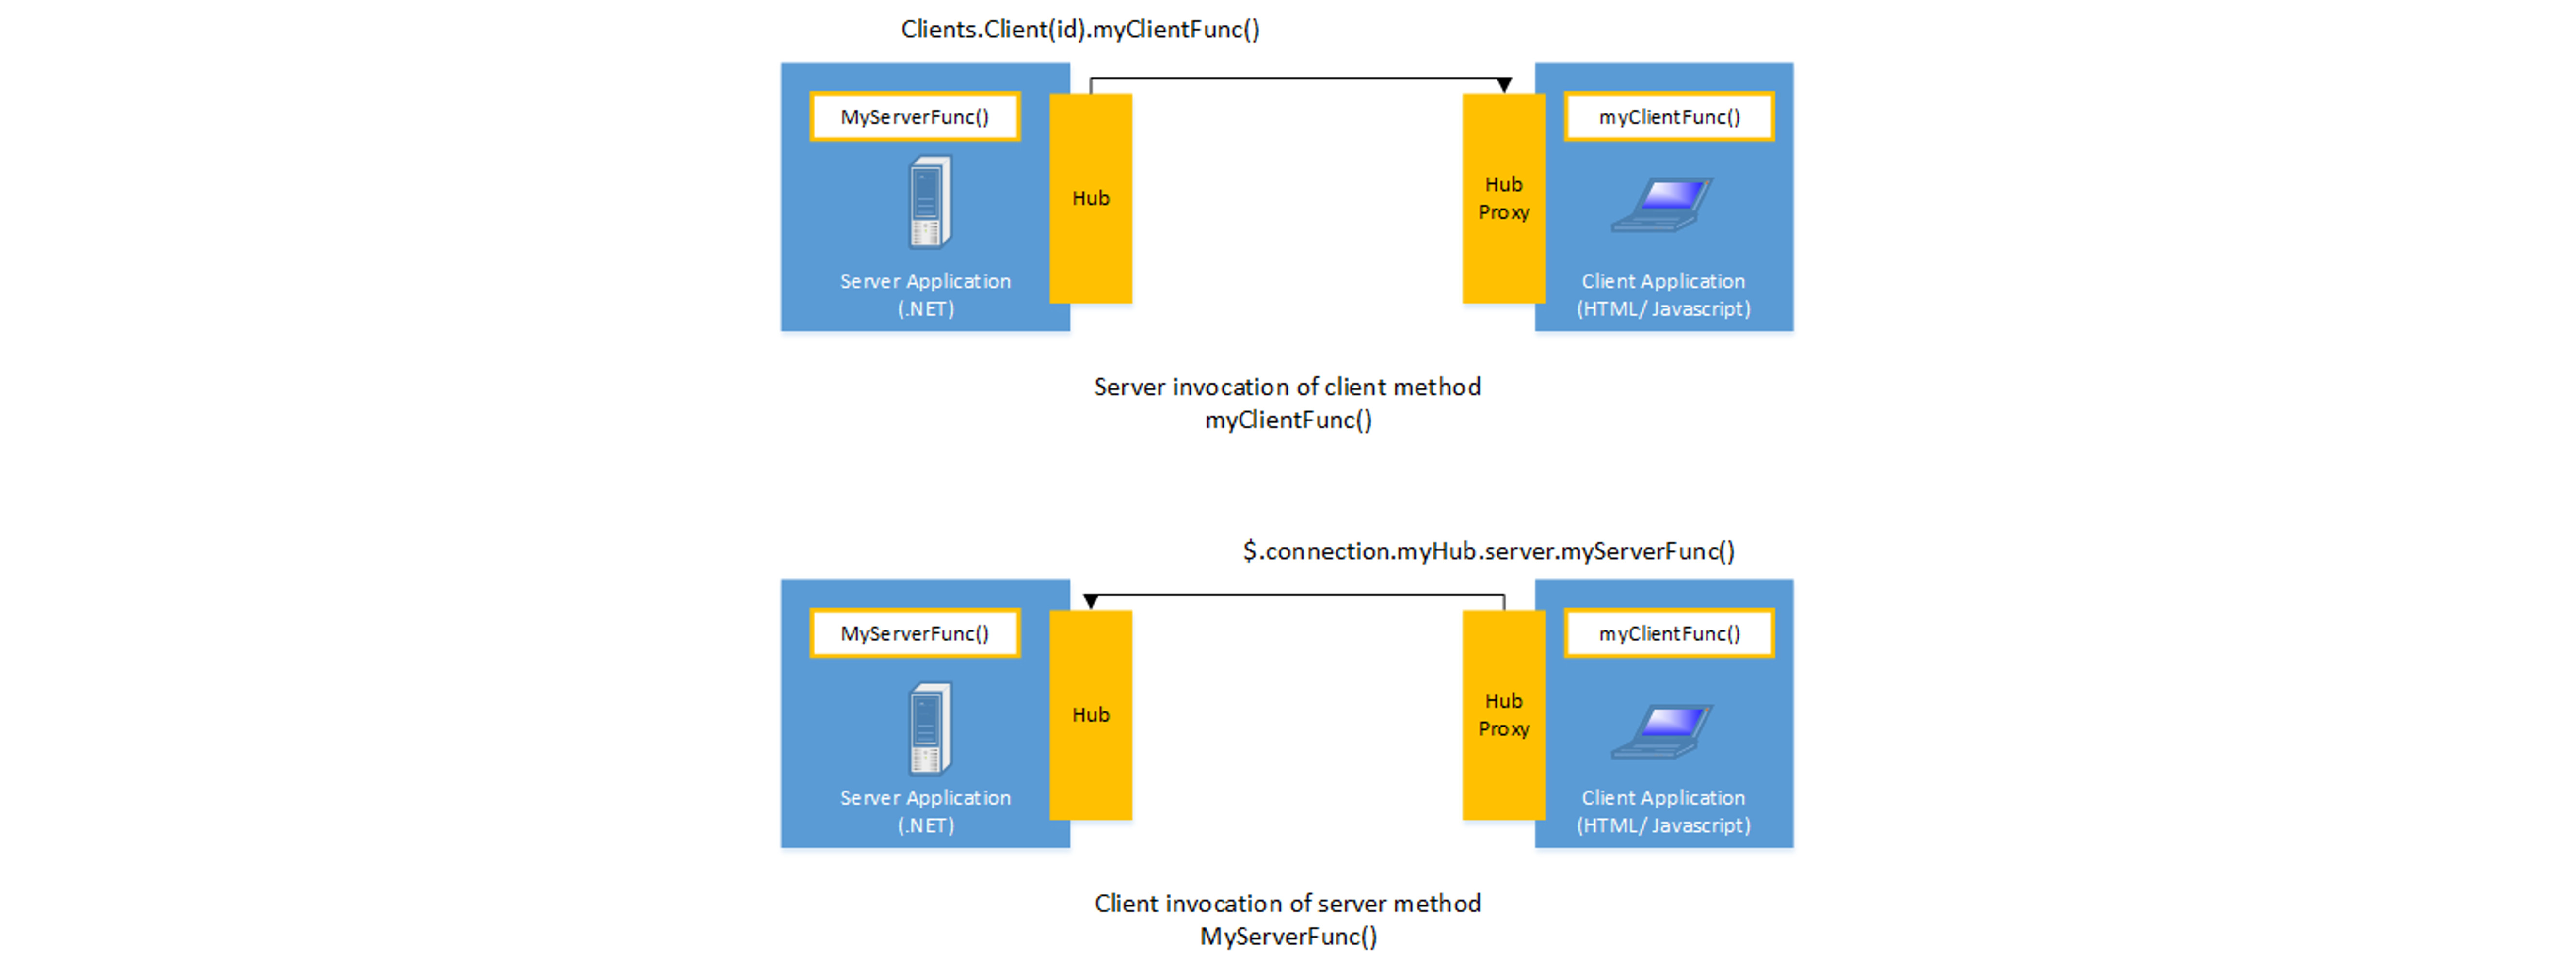 Clients.Client(id).myClientFunc()
MyServerFunc()
myClientFunc()
Hub
Hub
Proxy
Server Application
(.NET)
Client Application
(HTML/ Javascript)
Server invocation of client method
myClientFunc()
$.connection.myHub.server.myServerFunc()
MyServerFunc()
myClientFunc()
Hub
Hub
Proxy
Server Application
(.NET)
Client Application
(HTML/ Javascript)
Client invocation of server method
MyServerFunc()